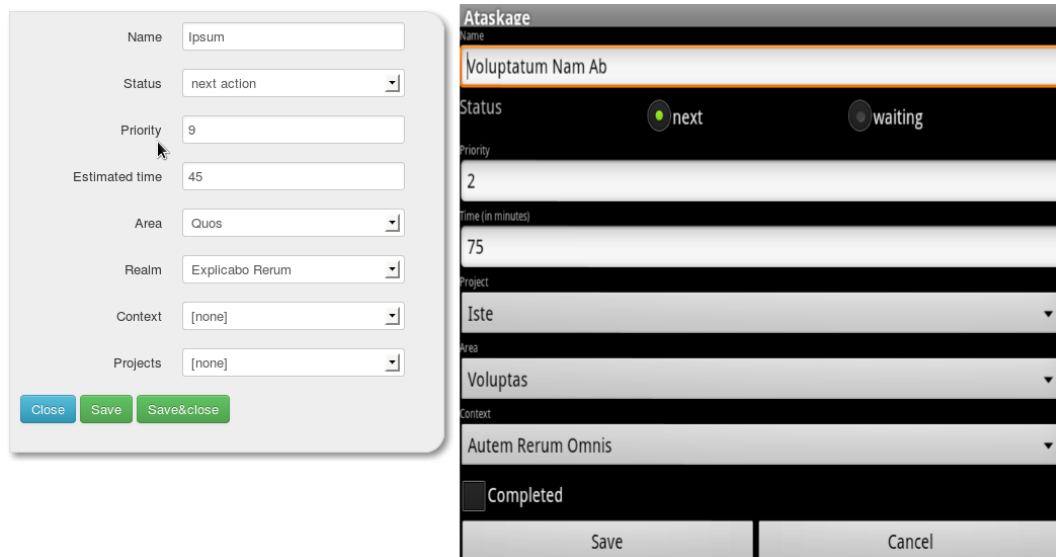 Name Ipsum
Status next action
Priority 9
Estimated time 45
Area Quos
Realm Explicabo Rerum
Context [none]
Projects [none]
Close Save Save&close
Ataskage
Name
Voluptatum Nam Ab
Status next waiting
Priority
2
Time (in minutes)
75
Project
Iste
Area
Voluptas
Context
Autem Rerum Omnis
Completed
Save Cancel